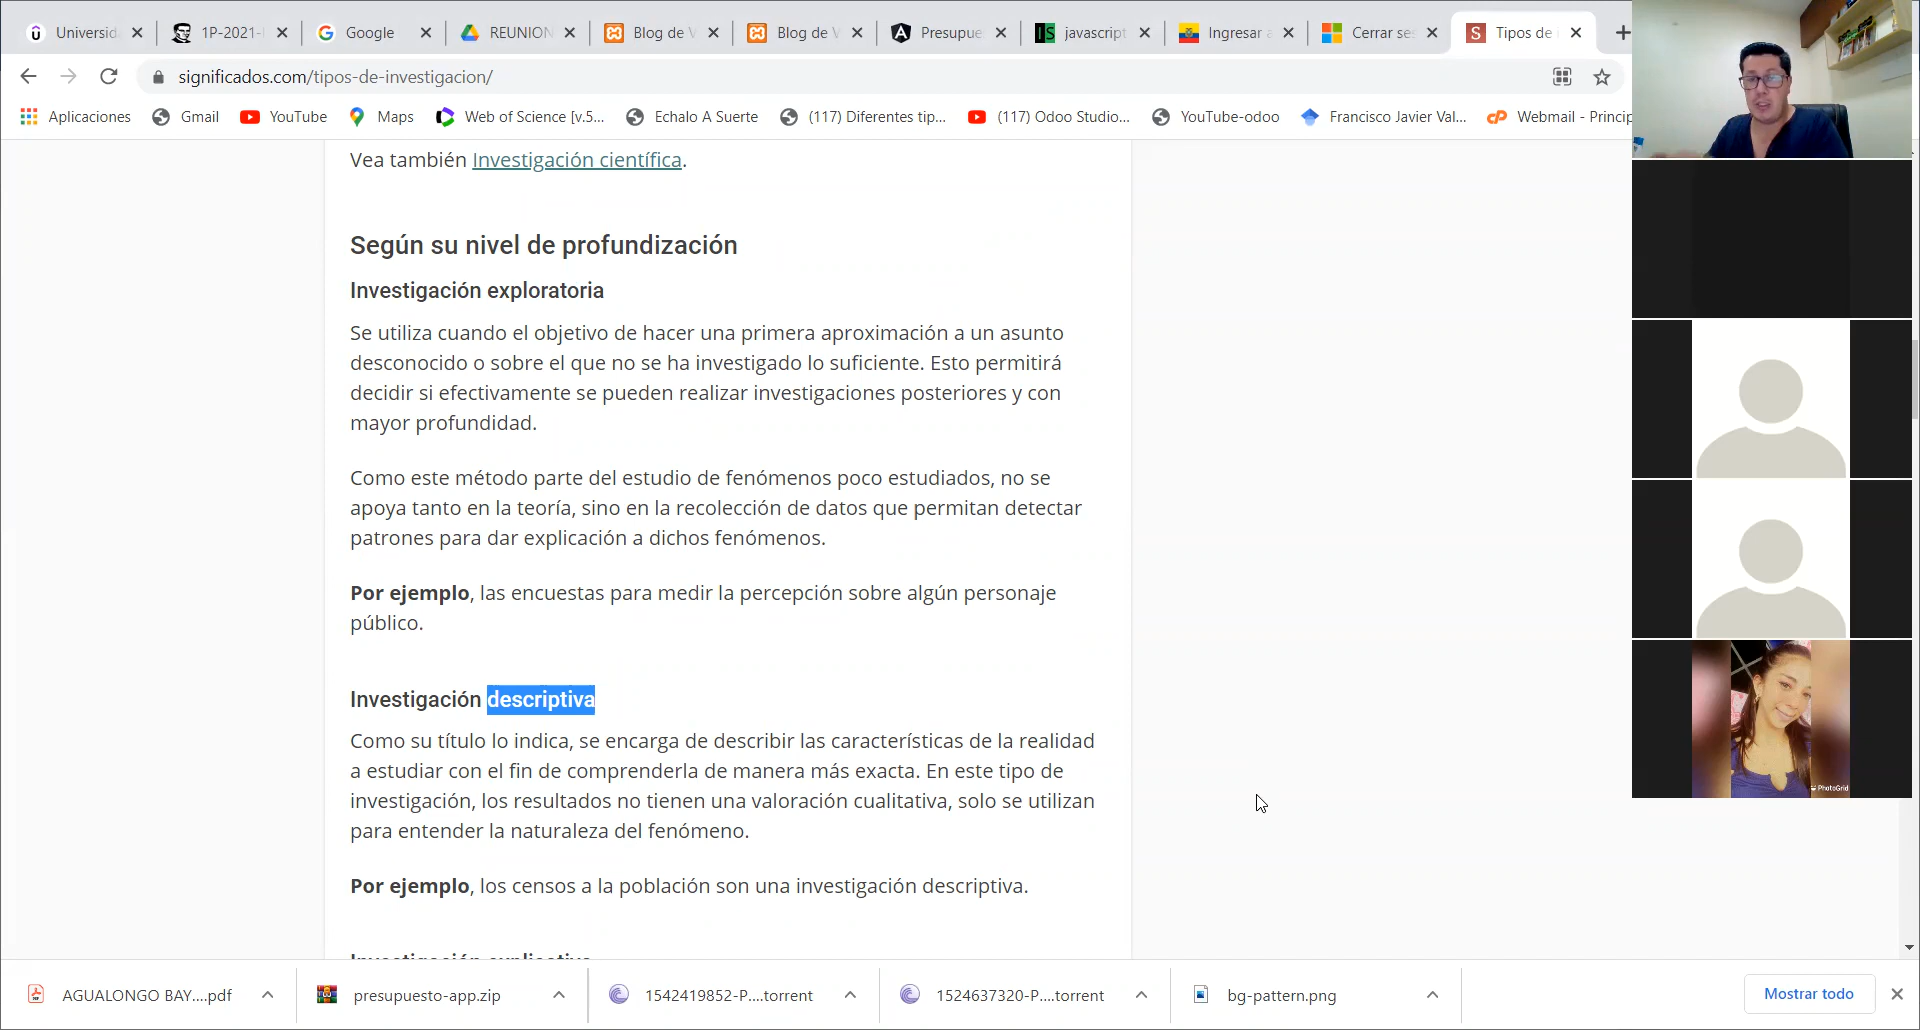 Universid
1P-2021-
Google
REUNION
Blog de V
Blog de V
Presupue
javascript
Ingresar a
Cerrar ses
Tipos de i
significados.com/tipos-de-investigacion/
Aplicaciones
Gmail
YouTube
Maps
Web of Science [v.5...
Echalo A Suerte
(117) Diferentes tip...
(117) Odoo Studio...
YouTube-odoo
Francisco Javier Val...
Webmail - Princip
Vea también Investigación científica.
Según su nivel de profundización
Investigación exploratoria
Se utiliza cuando el objetivo de hacer una primera aproximación a un asunto
desconocido o sobre el que no se ha investigado lo suficiente. Esto permitirá
decidir si efectivamente se pueden realizar investigaciones posteriores y con
mayor profundidad.
Como este método parte del estudio de fenómenos poco estudiados, no se
apoya tanto en la teoría, sino en la recolección de datos que permitan detectar
patrones para dar explicación a dichos fenómenos.
Por ejemplo, las encuestas para medir la percepción sobre algún personaje
público.
Investigación descriptiva
Como su título lo indica, se encarga de describir las características de la realidad
a estudiar con el fin de comprenderla de manera más exacta. En este tipo de
investigación, los resultados no tienen una valoración cualitativa, solo se utilizan
para entender la naturaleza del fenómeno.
Por ejemplo, los censos a la población son una investigación descriptiva.
PhotoGrid
AGUALONGO BAY....pdf
presupuesto-app.zip
1542419852-P....torrent
1524637320-P....torrent
bg-pattern.png
Mostrar todo